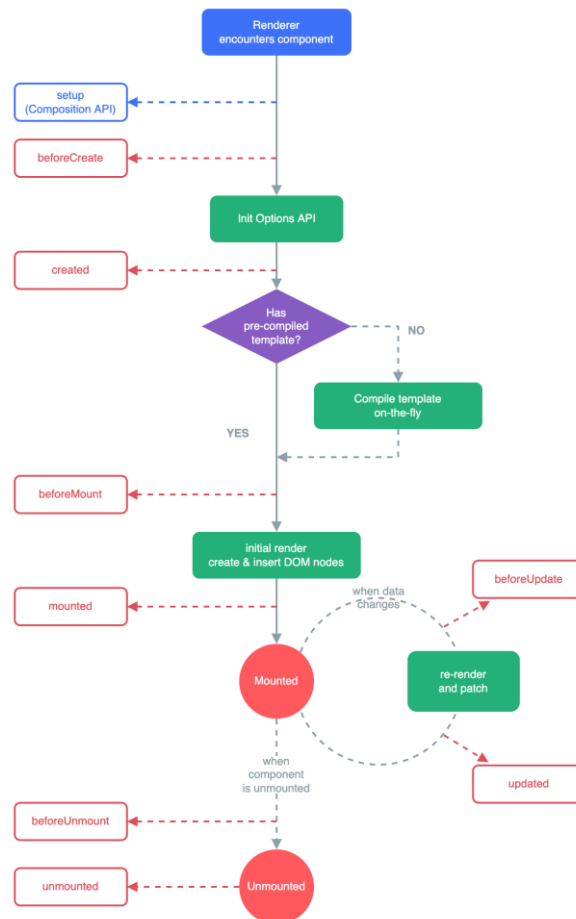 Renderer
encounters component
setup
(Composition API)
beforeCreate
Init Options API
created
Has
pre-compiled
template?
NO
Compile template
on-the-fly
YES
beforeMount
initial render
create & insert DOM nodes
mounted
when data
changes
beforeUpdate
Mounted
re-render
and patch
updated
when
component
is unmounted
beforeUnmount
unmounted
Unmounted